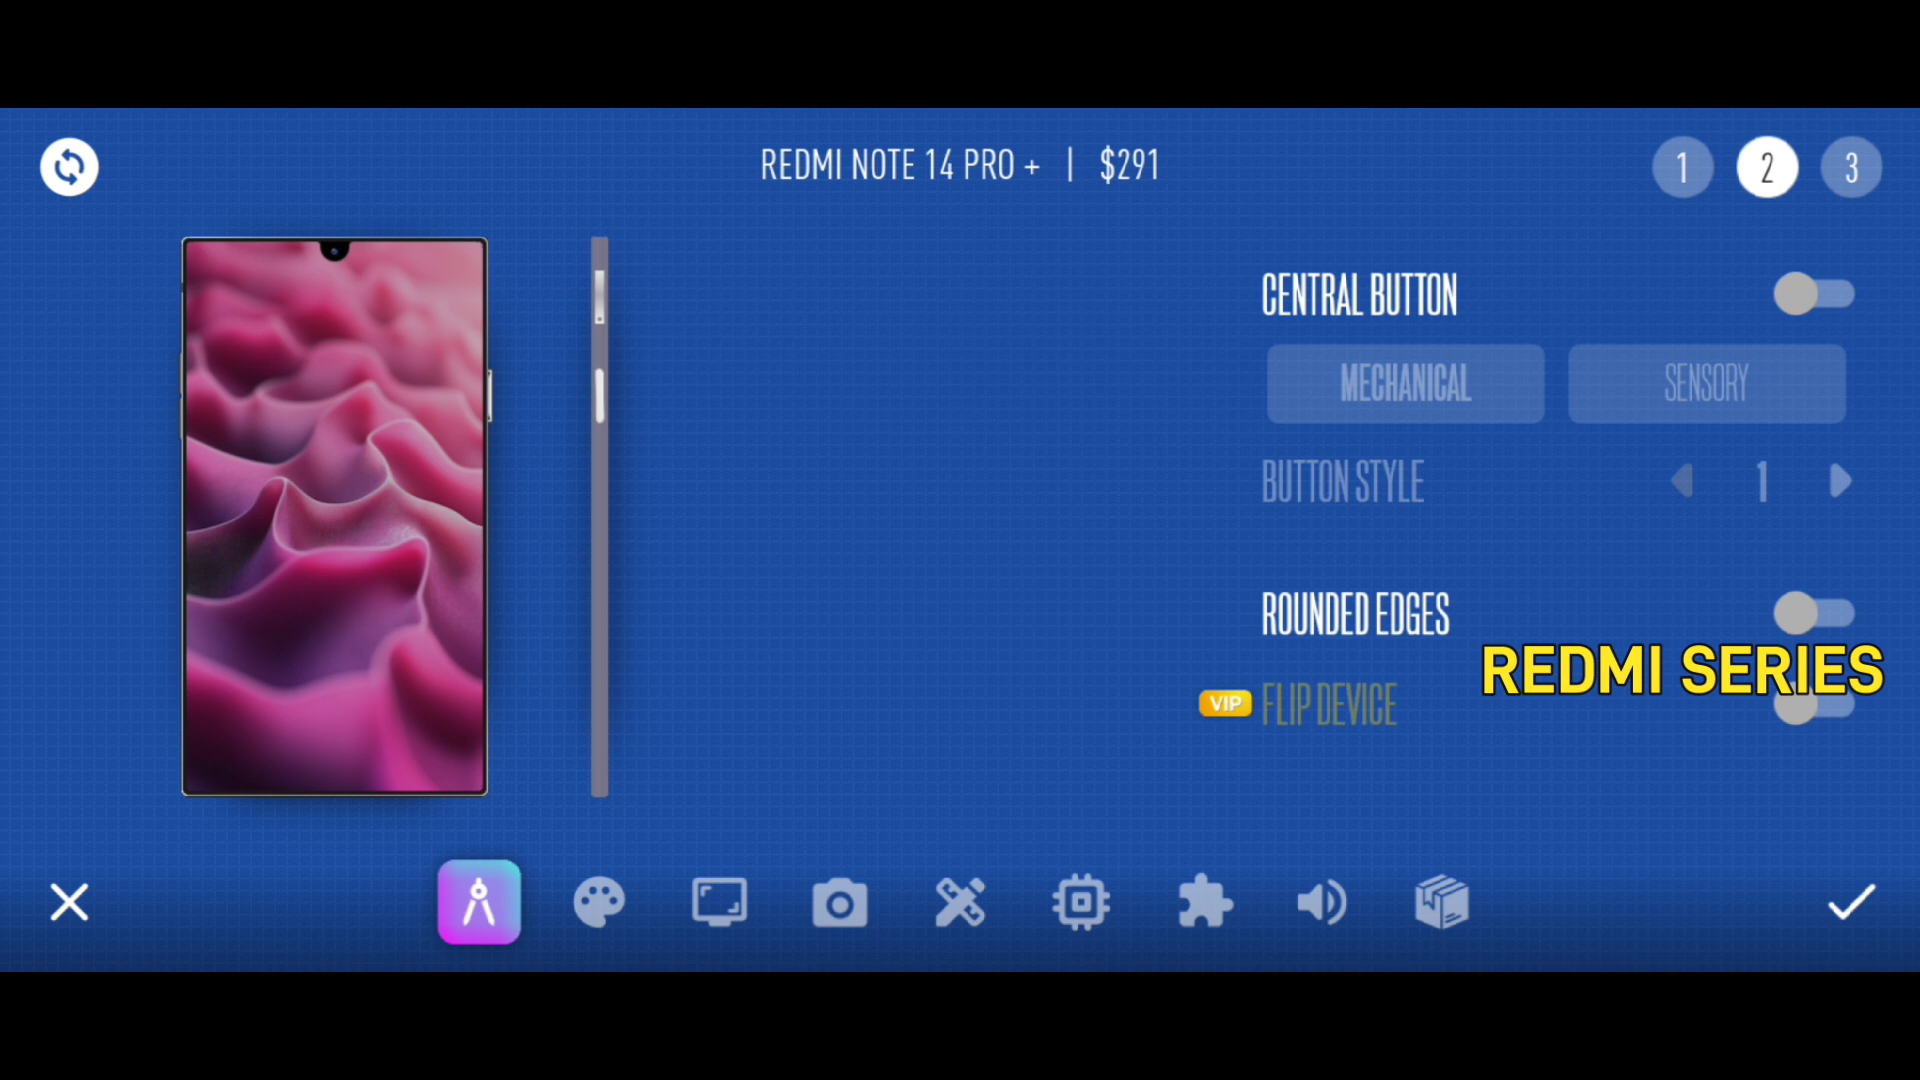 REDMI NOTE 14 PRO + | $291
1 2 3
CENTRAL BUTTON
MECHANICAL SENSORY
BUTTON STYLE 1
ROUNDED EDGES
REDMI SERIES
VIP FLIP DEVICE